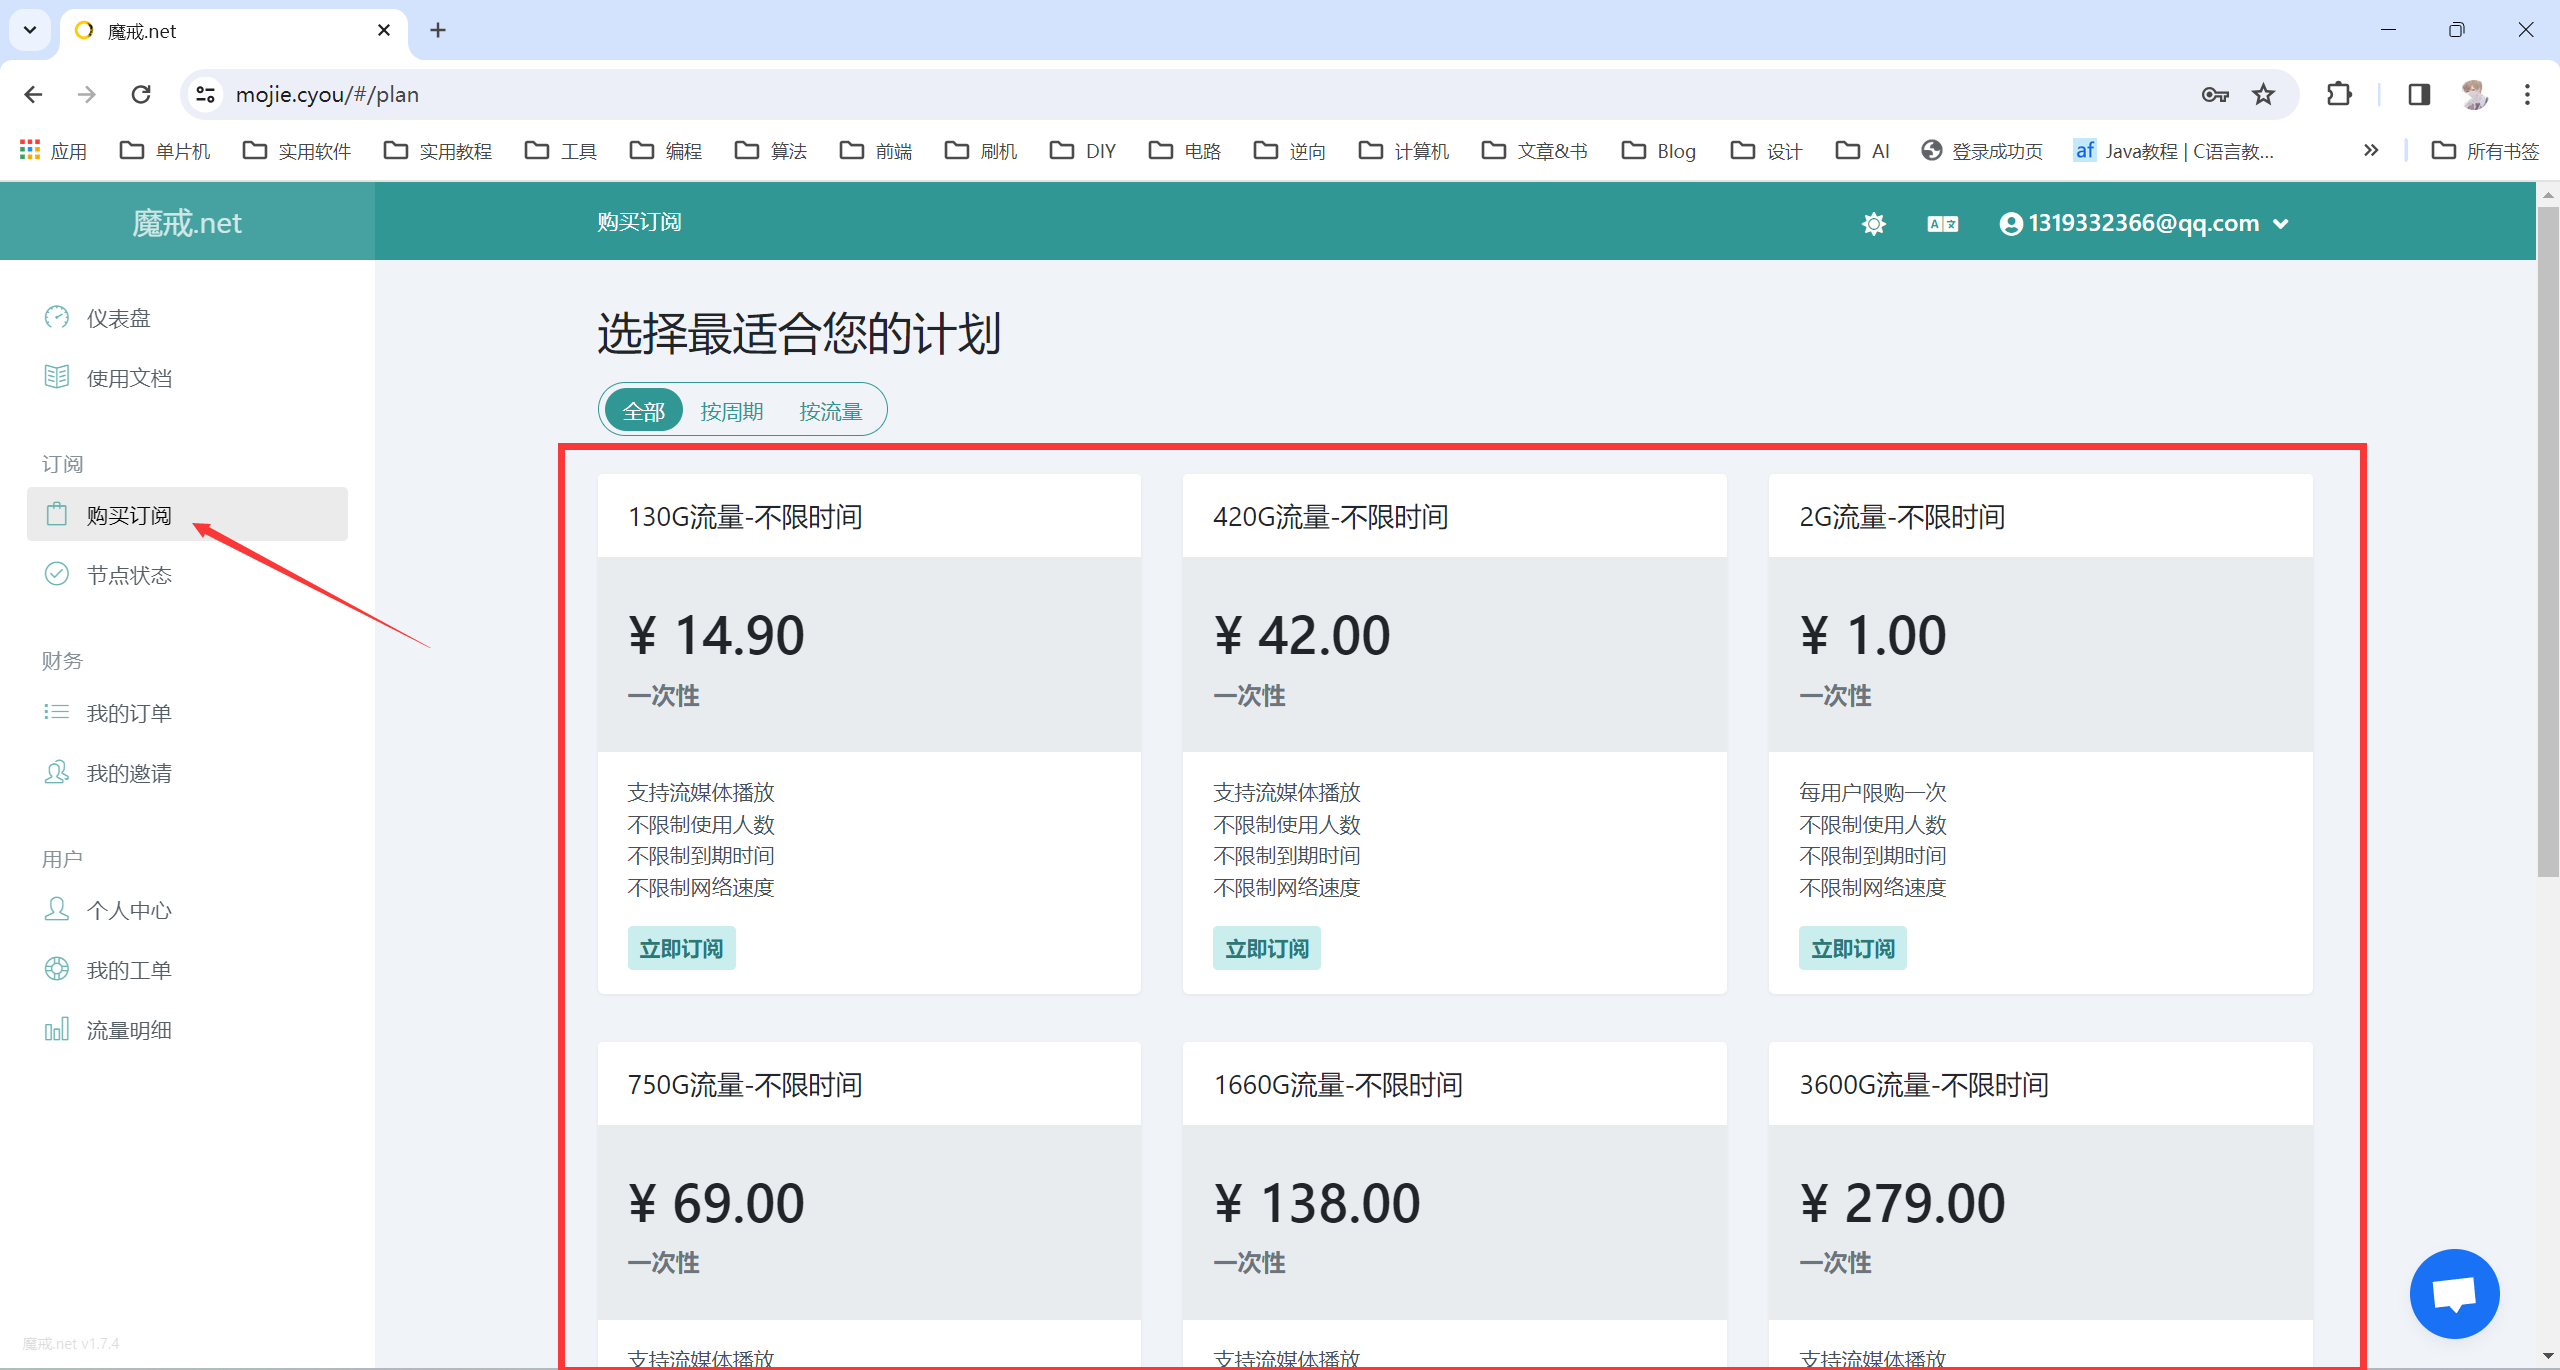 魔戒.net
mojie.cyou/#/plan
应用 单片机 实用软件 实用教程 工具 编程 算法 前端 刷机 DIY 电路 逆向 计算机 文章&书 Blog 设计 AI 登录成功页 af Java教程 | C语言教... » 所有书签
魔戒.net
购买订阅
1319332366@qq.com
仪表盘
使用文档
订阅
购买订阅
节点状态
财务
我的订单
我的邀请
用户
个人中心
我的工单
流量明细
魔戒.net v1.7.4
选择最适合您的计划
全部 按周期 按流量
130G流量-不限时间
¥ 14.90
一次性
支持流媒体播放
不限制使用人数
不限制到期时间
不限制网络速度
立即订阅
420G流量-不限时间
¥ 42.00
一次性
支持流媒体播放
不限制使用人数
不限制到期时间
不限制网络速度
立即订阅
2G流量-不限时间
¥ 1.00
一次性
每用户限购一次
不限制使用人数
不限制到期时间
不限制网络速度
立即订阅
750G流量-不限时间
¥ 69.00
一次性
支持流媒体播放
1660G流量-不限时间
¥ 138.00
一次性
支持流媒体播放
3600G流量-不限时间
¥ 279.00
一次性
支持流媒体播放